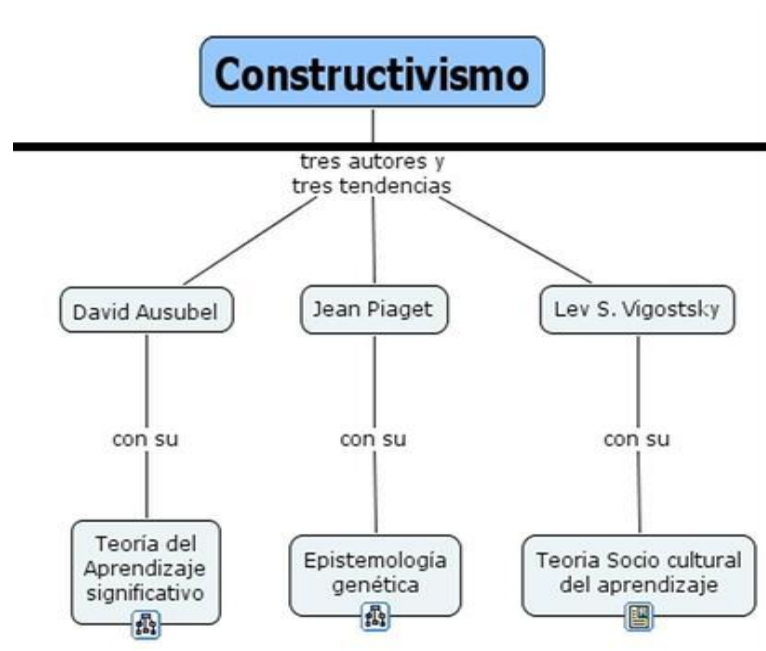 Constructivismo
tres autores y
tres tendencias
David Ausubel
Jean Piaget
Lev S. Vigostsky
con su
con su
con su
Teoría del
Aprendizaje
significativo
Epistemología
genética
Teoria Socio cultural
del aprendizaje